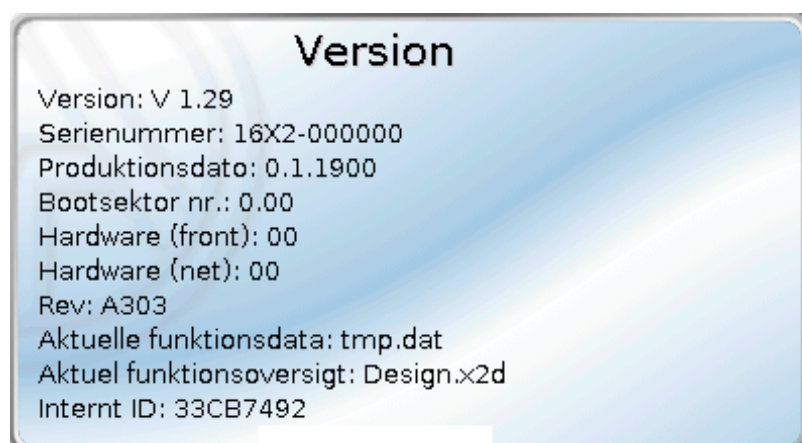 Version
Version: V 1.29
Serienummer: 16X2-000000
Produktionsdato: 0.1.1900
Bootsektor nr.: 0.00
Hardware (front): 00
Hardware (net): 00
Rev: A303
Aktuelle funktionsdata: tmp.dat
Aktuel funktionsoversigt: Design.x2d
Internt ID: 33CB7492